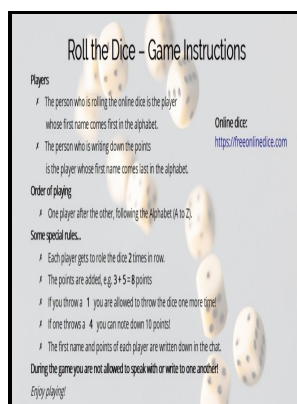 Roll the Dice – Game Instructions
Players
The person who is rolling the online dice is the player
whose first name comes first in the alphabet.
Online dice:
https://freeonlinedice.com
The person who is writing down the points
is the player whose first name comes last in the alphabet.
Order of playing
One player after the other, following the Alphabet (A to Z).
Some special rules...
Each player gets to role the dice 2 times in row.
The points are added, e.g. 3 + 5 = 8 points
If you throw a 1 you are allowed to throw the dice one more time!
If one throws a 4 you can note down 10 points!
The first name and points of each player are written down in the chat.
During the game you are not allowed to speak with or write to one another!
Enjoy playing!